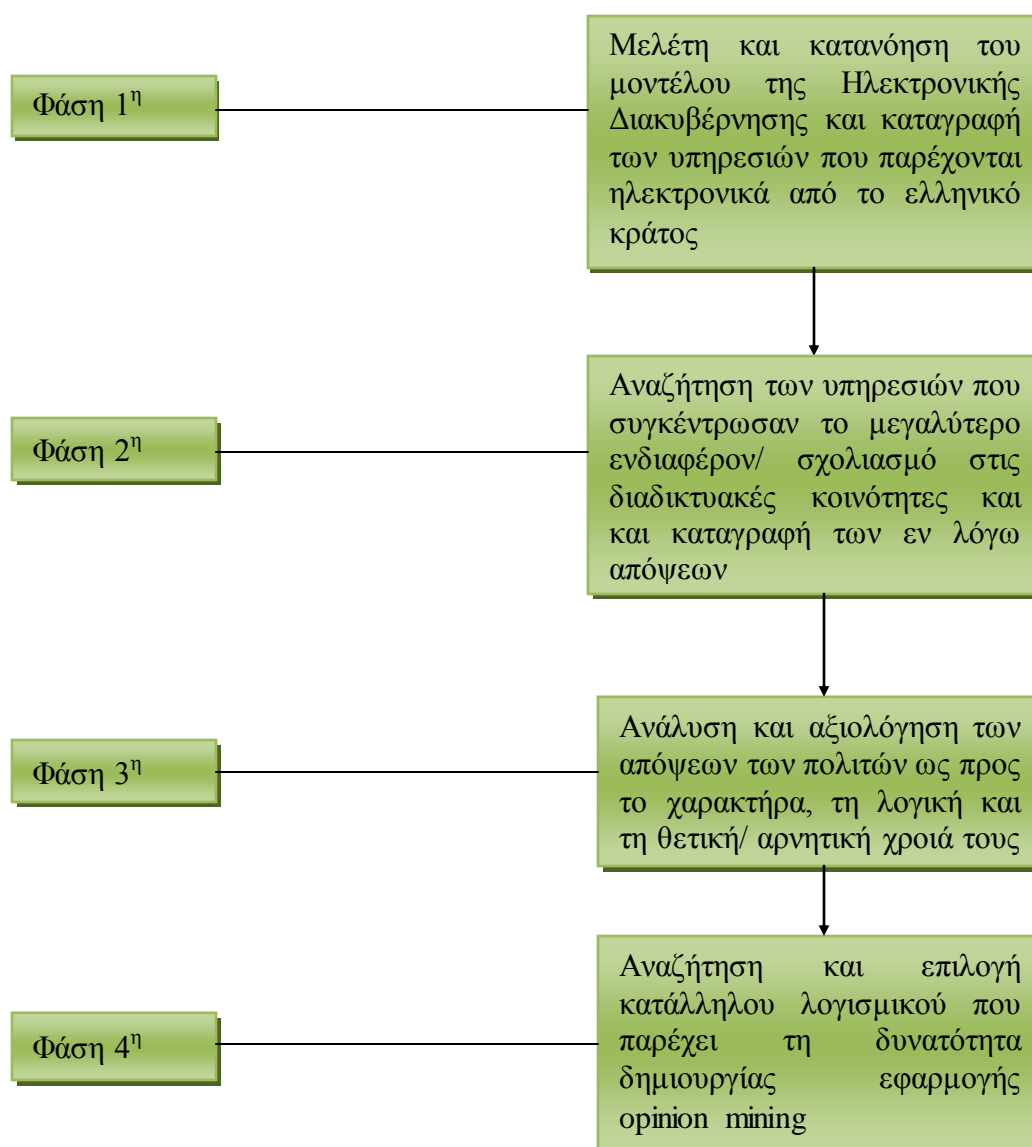 Φάση 1η
Μελέτη και κατανόηση του
μοντέλου της Ηλεκτρονικής
Διακυβέρνησης και καταγραφή
των υπηρεσιών που παρέχονται
ηλεκτρονικά από το ελληνικό
κράτος
Φάση 2η
Αναζήτηση των υπηρεσιών που
συγκέντρωσαν το μεγαλύτερο
ενδιαφέρον/ σχολιασμό στις
διαδικτυακές κοινότητες και
και καταγραφή των εν λόγω
απόψεων
Φάση 3η
Ανάλυση και αξιολόγηση των
απόψεων των πολιτών ως προς
το χαρακτήρα, τη λογική και
τη θετική/ αρνητική χροιά τους
Φάση 4η
Αναζήτηση και επιλογή
κατάλληλου λογισμικού που
παρέχει τη δυνατότητα
δημιουργίας εφαρμογής
opinion mining